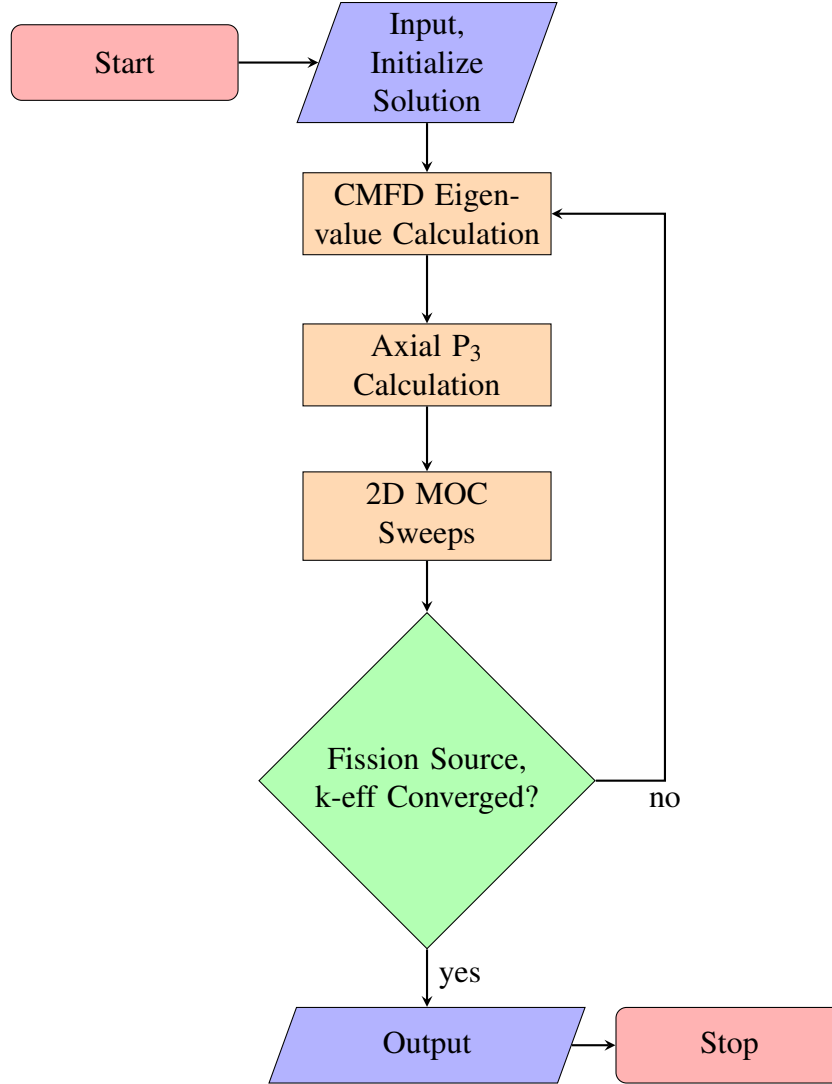 Start
Input,
Initialize
Solution
CMFD Eigen-
value Calculation
Axial P₃
Calculation
2D MOC
Sweeps
Fission Source,
k-eff Converged?
no
yes
Output
Stop